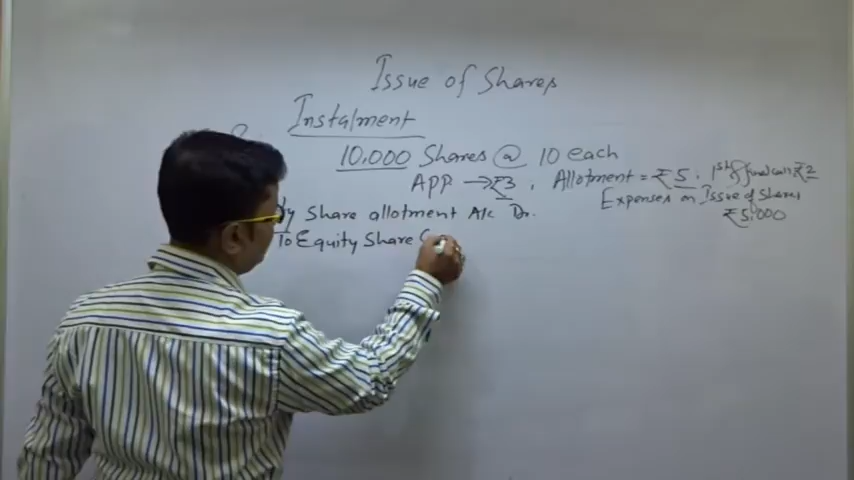 Issue of Shares
Instalment
10,000 Shares @ 10 each
APP → ₹3, Allotment = ₹5, 1st & final call ₹2
Expenses on Issue of Shares
₹5,000
Share allotment A/c Dr.
To Equity Share